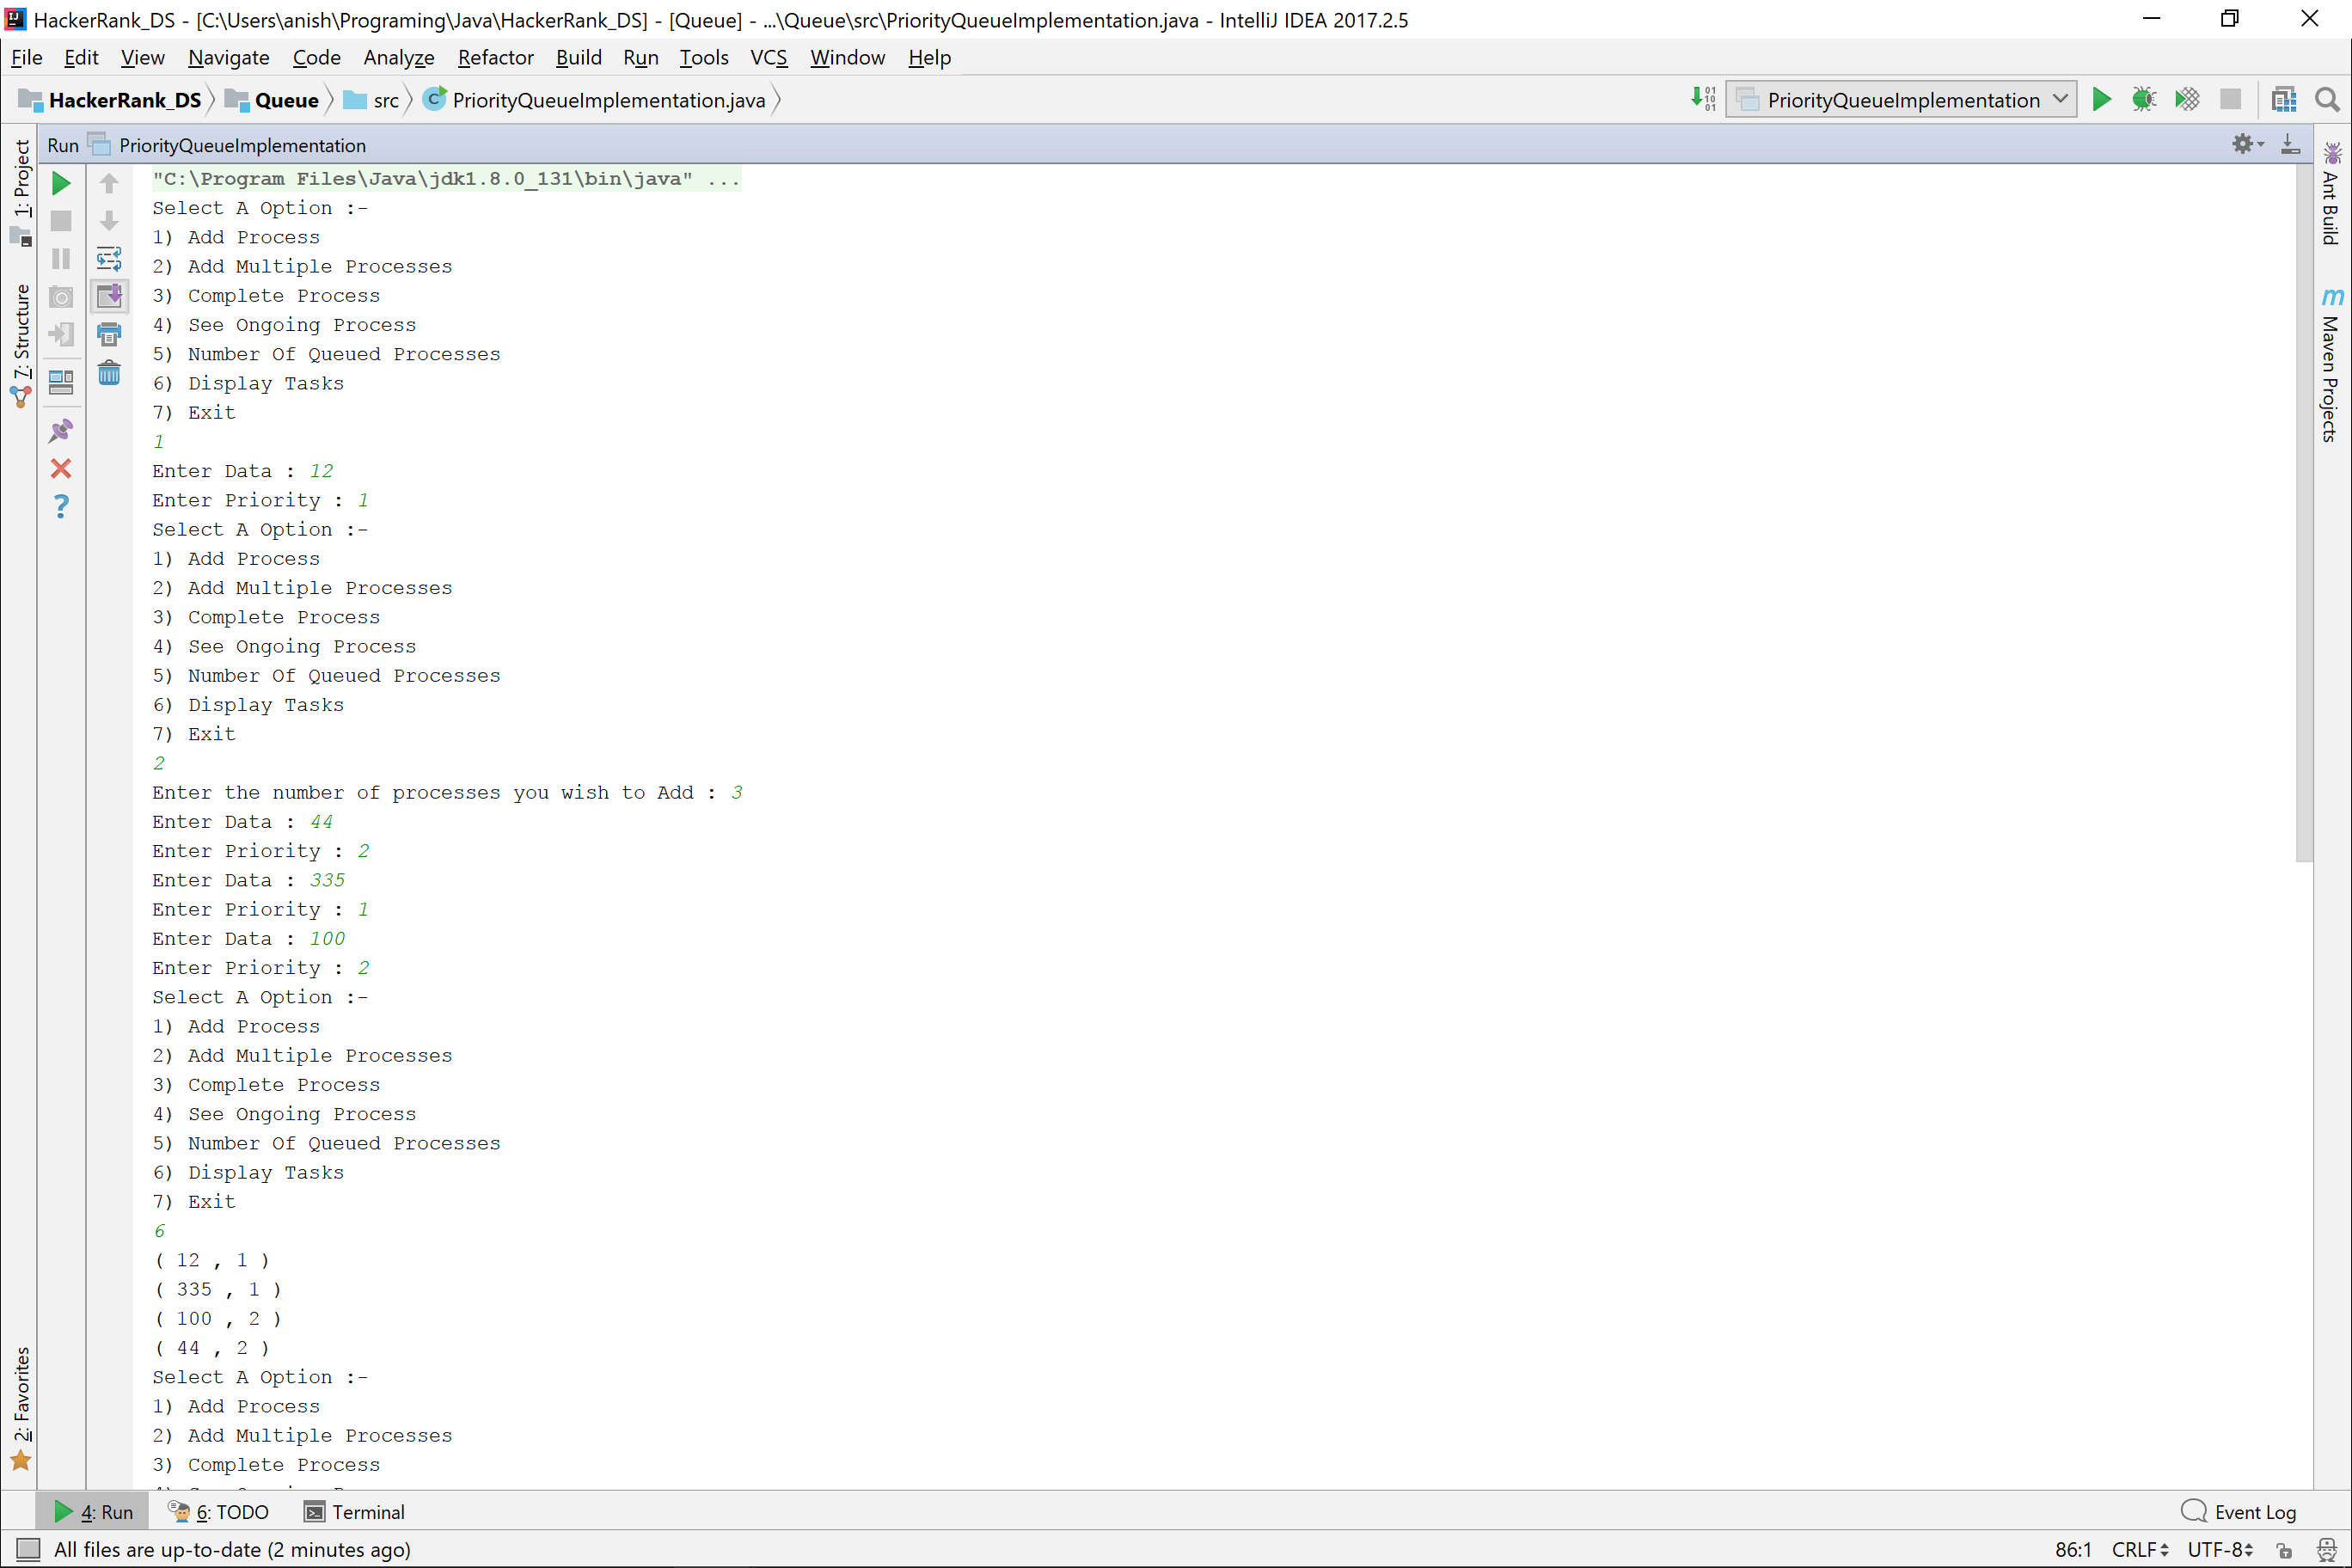 HackerRank_DS - [C:\Users\anish\Programing\Java\HackerRank_DS] - [Queue] - ...\Queue\src\PriorityQueueImplementation.java - IntelliJ IDEA 2017.2.5
File Edit View Navigate Code Analyze Refactor Build Run Tools VCS Window Help
HackerRank_DS Queue src PriorityQueueImplementation.java PriorityQueueImplementation
Run PriorityQueueImplementation
1: Project
7: Structure
2: Favorites
Ant Build
Maven Projects
"C:\Program Files\Java\jdk1.8.0_131\bin\java" ...
Select A Option :-
1) Add Process
2) Add Multiple Processes
3) Complete Process
4) See Ongoing Process
5) Number Of Queued Processes
6) Display Tasks
7) Exit
1
Enter Data : 12
Enter Priority : 1
Select A Option :-
1) Add Process
2) Add Multiple Processes
3) Complete Process
4) See Ongoing Process
5) Number Of Queued Processes
6) Display Tasks
7) Exit
2
Enter the number of processes you wish to Add : 3
Enter Data : 44
Enter Priority : 2
Enter Data : 335
Enter Priority : 1
Enter Data : 100
Enter Priority : 2
Select A Option :-
1) Add Process
2) Add Multiple Processes
3) Complete Process
4) See Ongoing Process
5) Number Of Queued Processes
6) Display Tasks
7) Exit
6
( 12 , 1 )
( 335 , 1 )
( 100 , 2 )
( 44 , 2 )
Select A Option :-
1) Add Process
2) Add Multiple Processes
3) Complete Process
4: Run 6: TODO Terminal Event Log
All files are up-to-date (2 minutes ago) 86:1 CRLF UTF-8